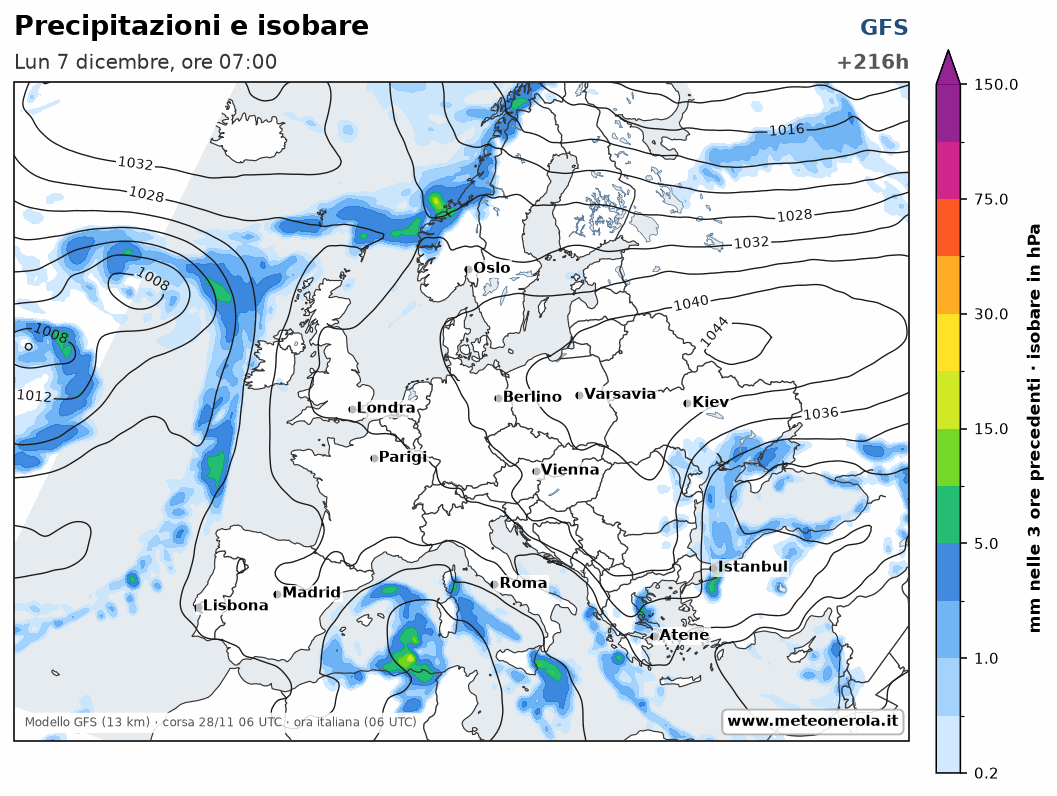 Precipitazioni e isobare
GFS
Lun 7 dicembre, ore 07:00
+216h
150.0
75.0
30.0
15.0
5.0
1.0
0.2
mm nelle 3 ore precedenti · isobare in hPa
1016
1032
1028
1028
1032
1008
1040
1044
1008
1012
1036
Oslo
Berlino
Varsavia
Kiev
Londra
Parigi
Vienna
Istanbul
Roma
Madrid
Lisbona
Atene
Modello GFS (13 km) · corsa 28/11 06 UTC · ora italiana (06 UTC)
www.meteonerola.it